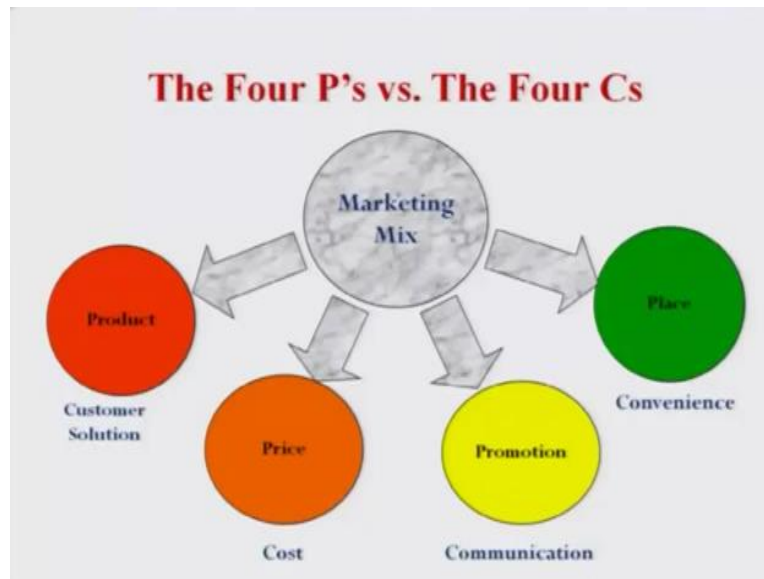 The Four P's vs. The Four Cs
Marketing
Mix
Product
Customer
Solution
Price
Cost
Promotion
Communication
Place
Convenience